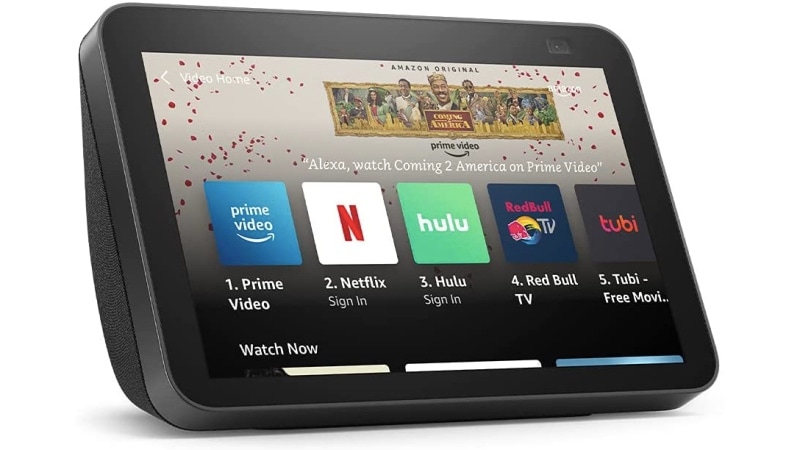 Video Home
AMAZON ORIGINAL
COMING
2
AMERICA
prime video
"Alexa, watch Coming 2 America on Prime Video"
prime
video
N
hulu
RedBull
TV
tubi
1. Prime
Video
2. Netflix
Sign In
3. Hulu
Sign In
4. Red Bull
TV
5. Tubi -
Free Movi..
Watch Now